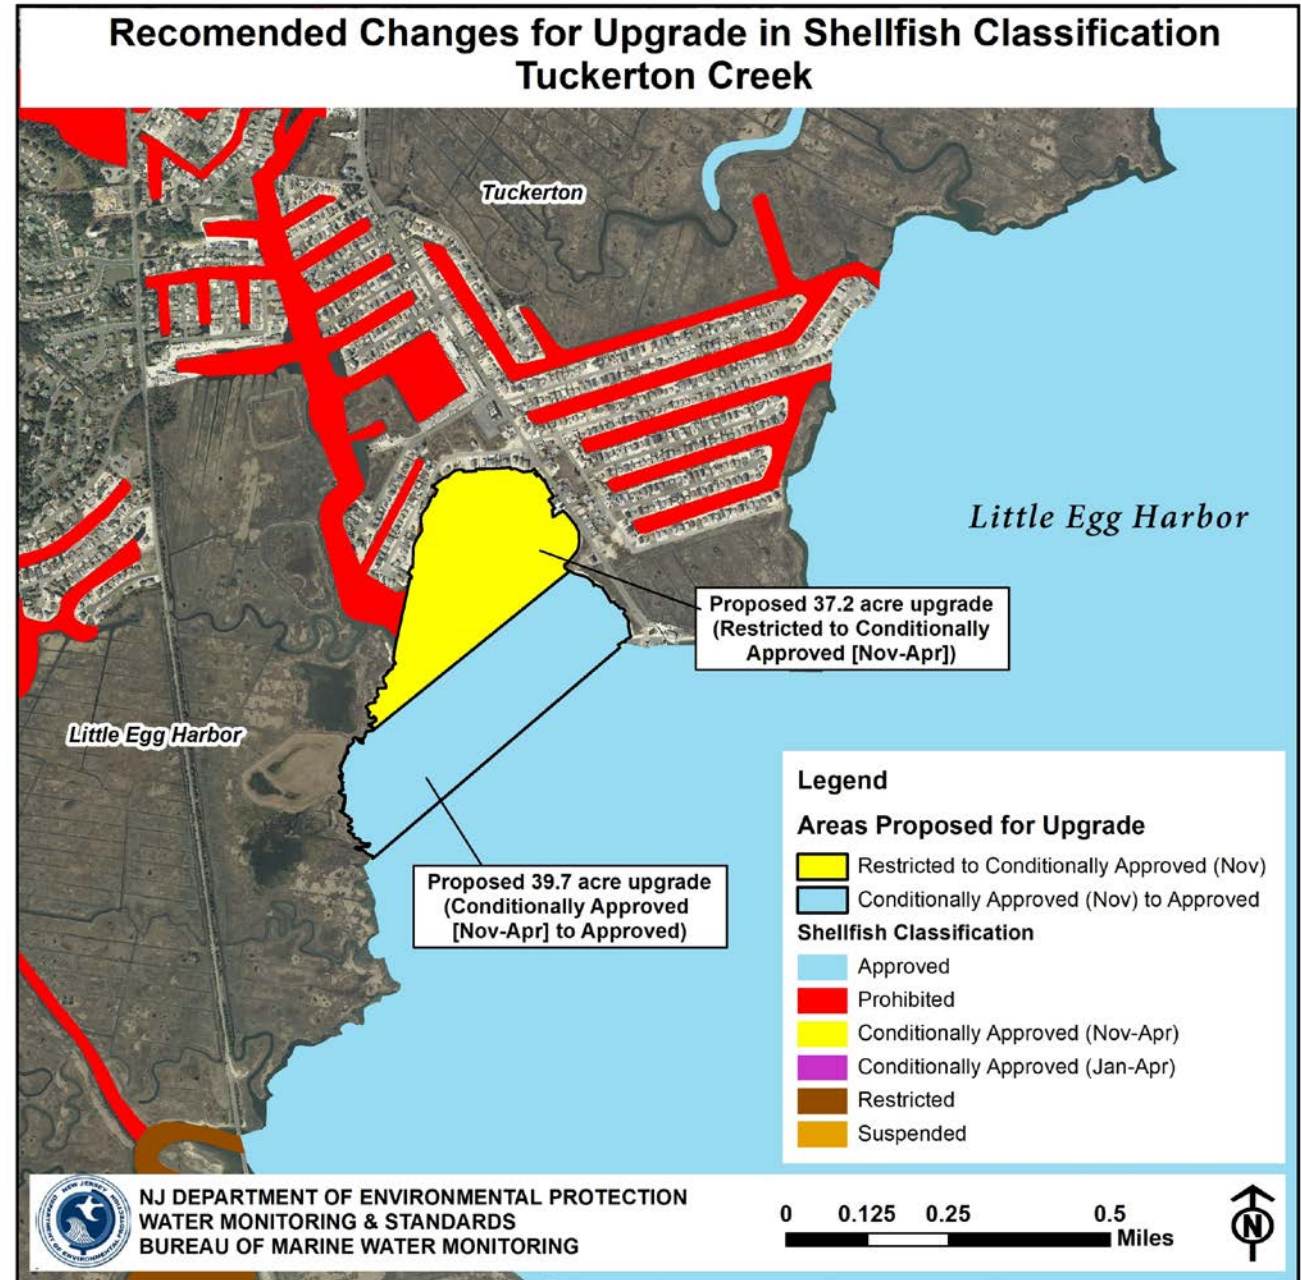 Recomended Changes for Upgrade in Shellfish Classification
Tuckerton Creek
Tuckerton
Little Egg Harbor
Proposed 37.2 acre upgrade
(Restricted to Conditionally
Approved [Nov-Apr])
Little Egg Harbor
Proposed 39.7 acre upgrade
(Conditionally Approved
[Nov-Apr] to Approved)
Legend
Areas Proposed for Upgrade
Restricted to Conditionally Approved (Nov)
Conditionally Approved (Nov) to Approved
Shellfish Classification
Approved
Prohibited
Conditionally Approved (Nov-Apr)
Conditionally Approved (Jan-Apr)
Restricted
Suspended
NJ DEPARTMENT OF ENVIRONMENTAL PROTECTION
WATER MONITORING & STANDARDS
BUREAU OF MARINE WATER MONITORING
0 0.125 0.25 0.5
Miles
N